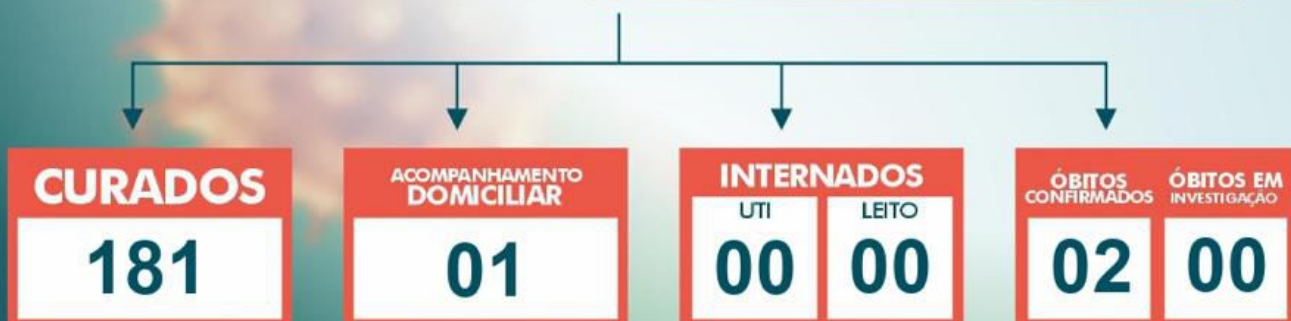 CURADOS
181
ACOMPANHAMENTO
DOMICILIAR
01
INTERNADOS
UTI
00
LEITO
00
ÓBITOS
CONFIRMADOS
02
ÓBITOS EM
INVESTIGAÇÃO
00